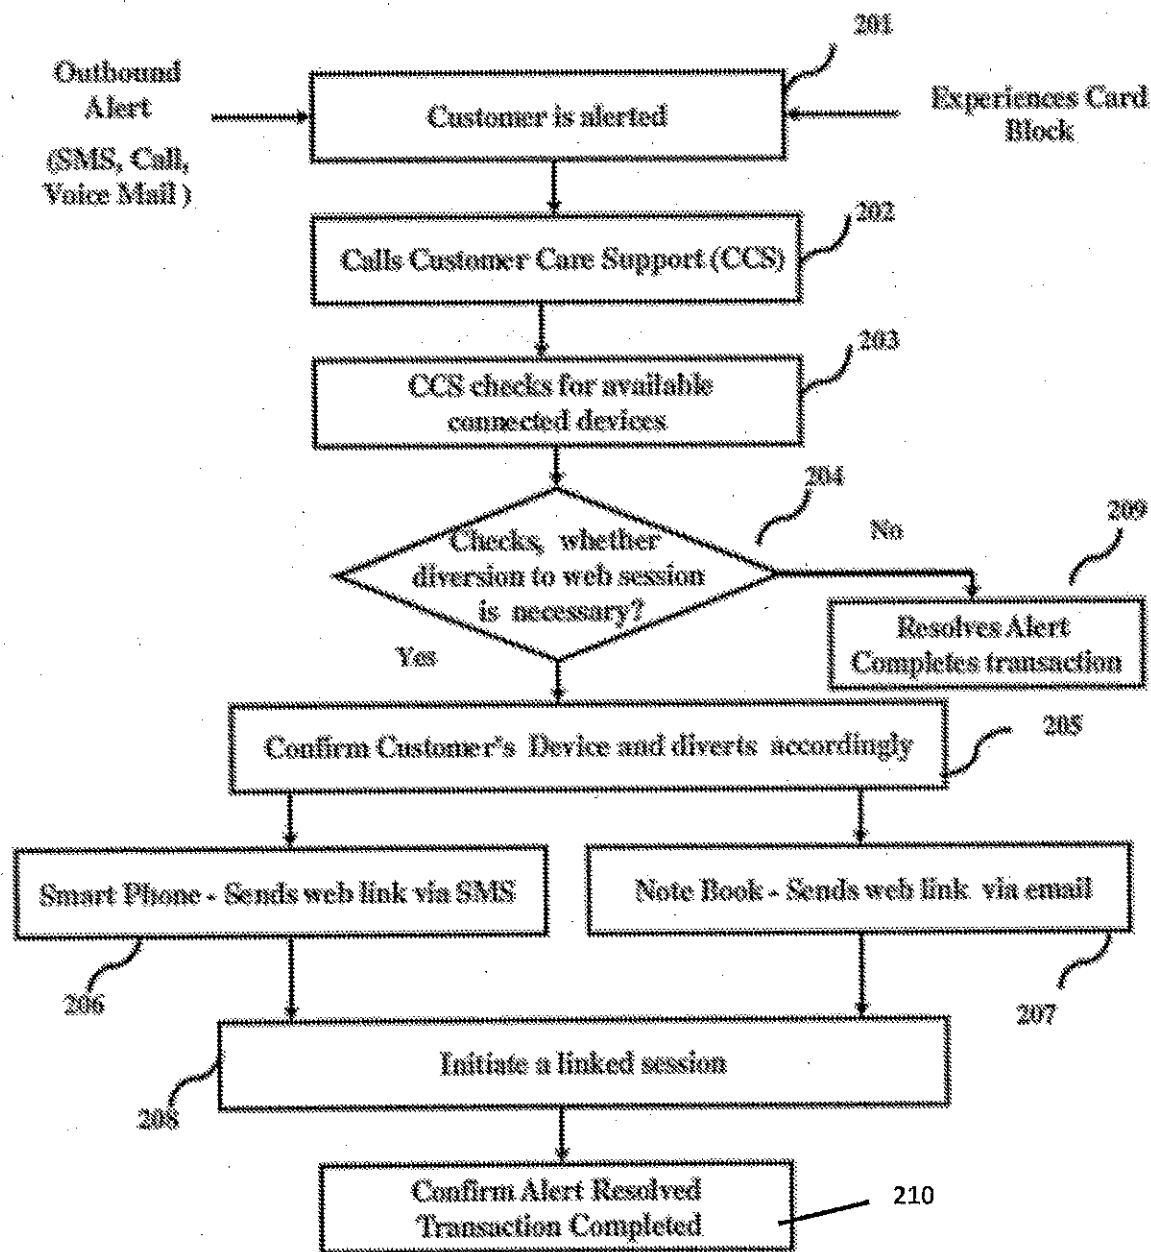 201
Outbound
Alert
(SMS, Call,
Voice Mail )
Customer is alerted
Experiences Card
Block
202
Calls Customer Care Support (CCS)
203
CCS checks for available
connected devices
204
Checks, whether
diversion to web session
is necessary?
No
209
Resolves Alert
Completes transaction
Yes
205
Confirm Customer's Device and diverts accordingly
Smart Phone - Sends web link via SMS
Note Book - Sends web link via email
206
207
Initiate a linked session
208
Confirm Alert Resolved
Transaction Completed
210